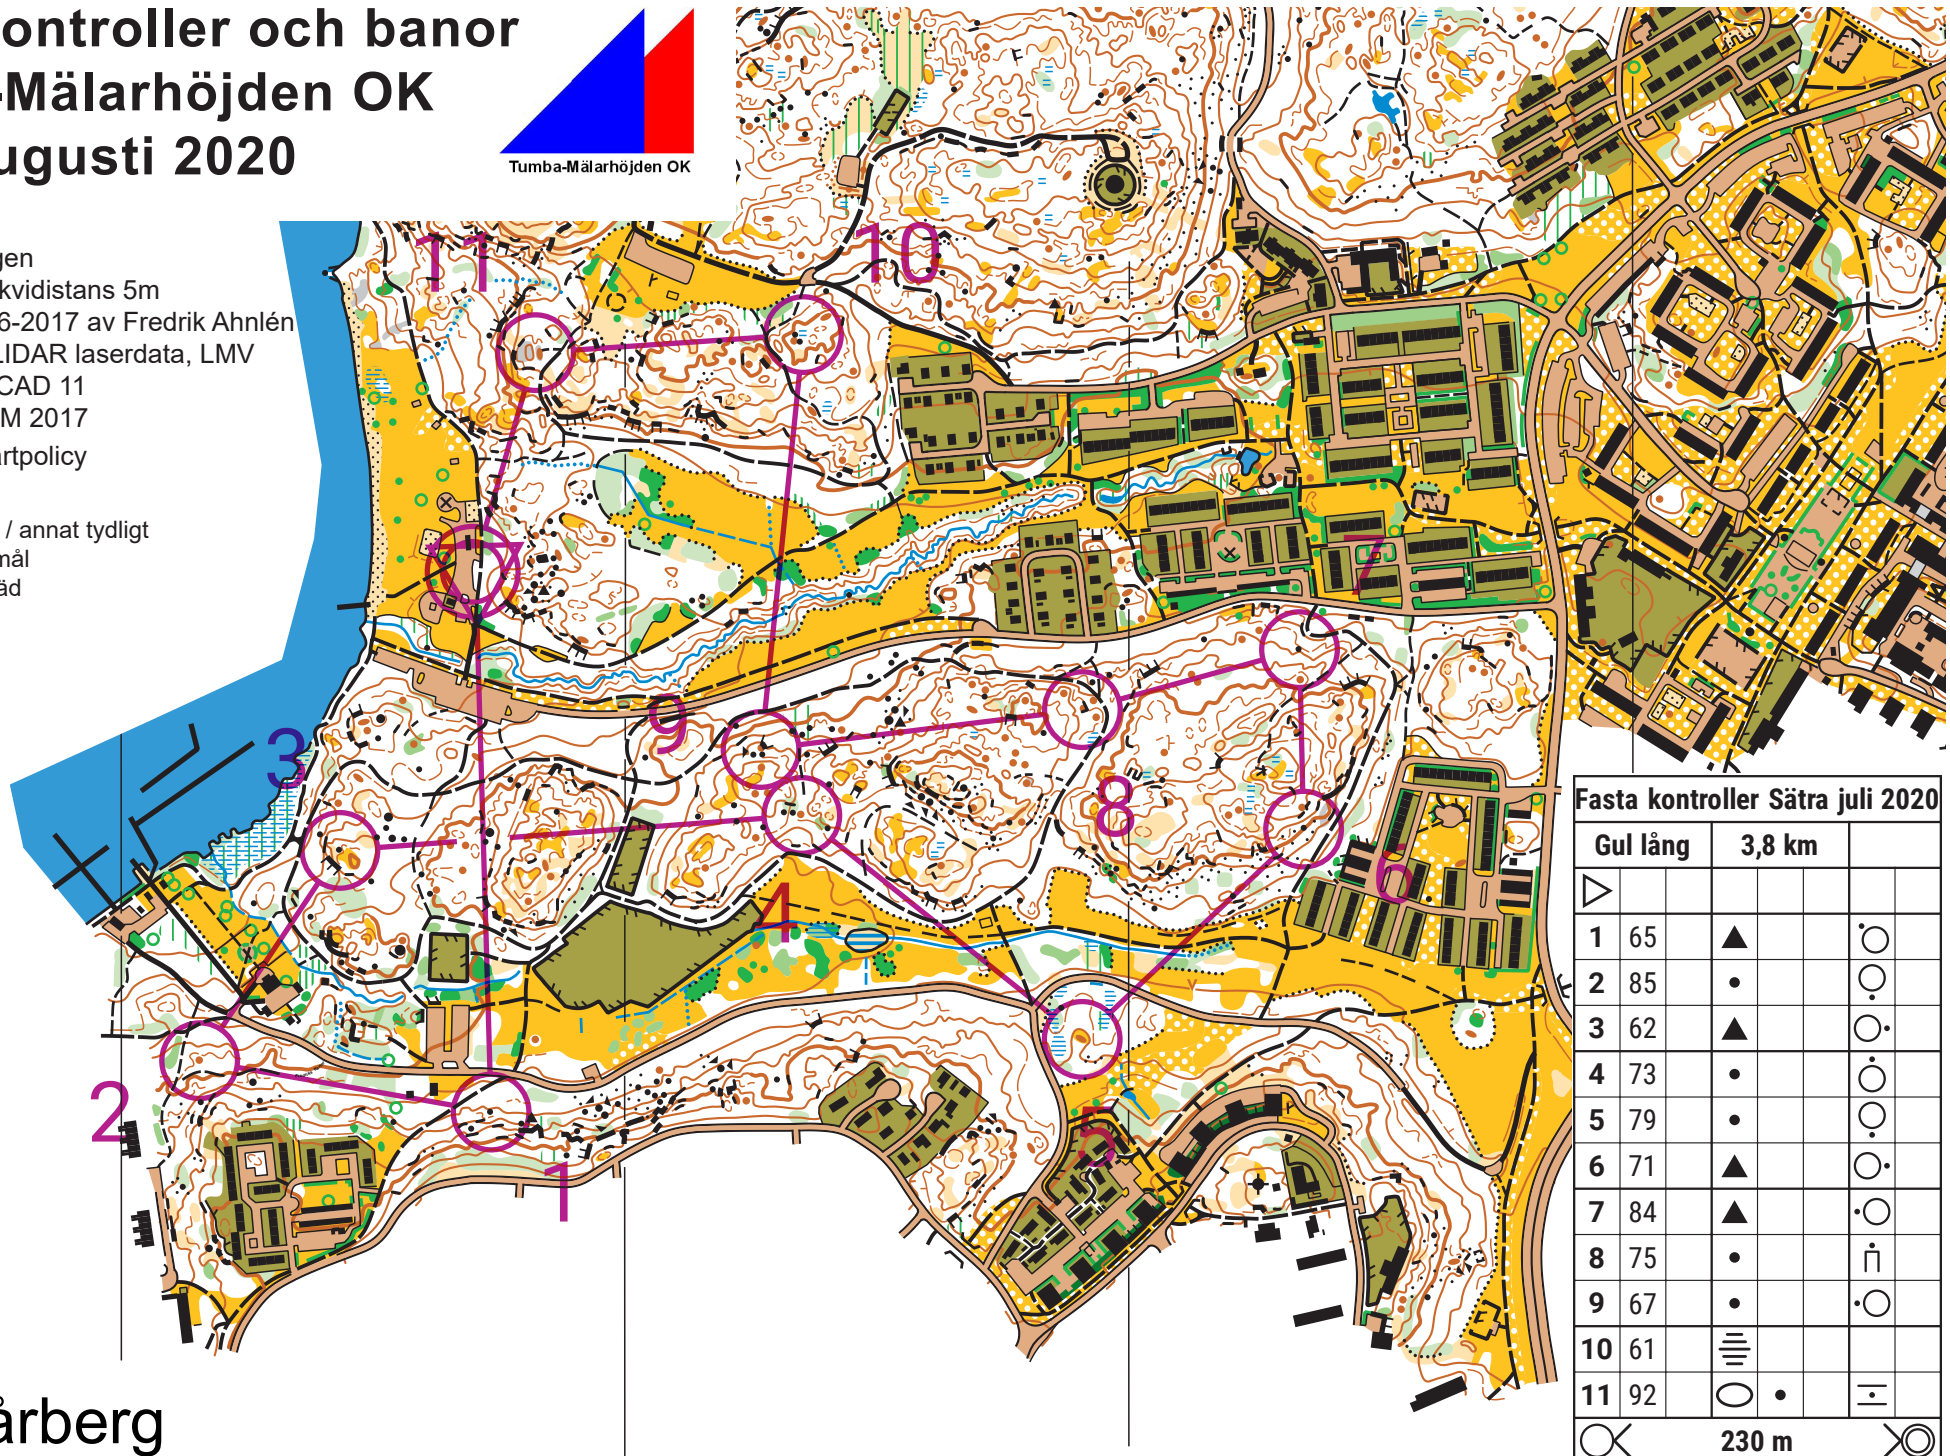 ontroller och banor
-Mälarhöjden OK
ugusti 2020
Tumba-Mälarhöjden OK
gen
kvidistans 5m
6-2017 av Fredrik Ahnlén
LIDAR laserdata, LMV
CAD 11
M 2017
artpolicy
/ annat tydligt
mål
äd
11
10
7
3
9
8
6
4
2
5
1
årberg
Fasta kontroller Sätra juli 2020
Gul lång 3,8 km
1 65
2 85
3 62
4 73
5 79
6 71
7 84
8 75
9 67
10 61
11 92
230 m